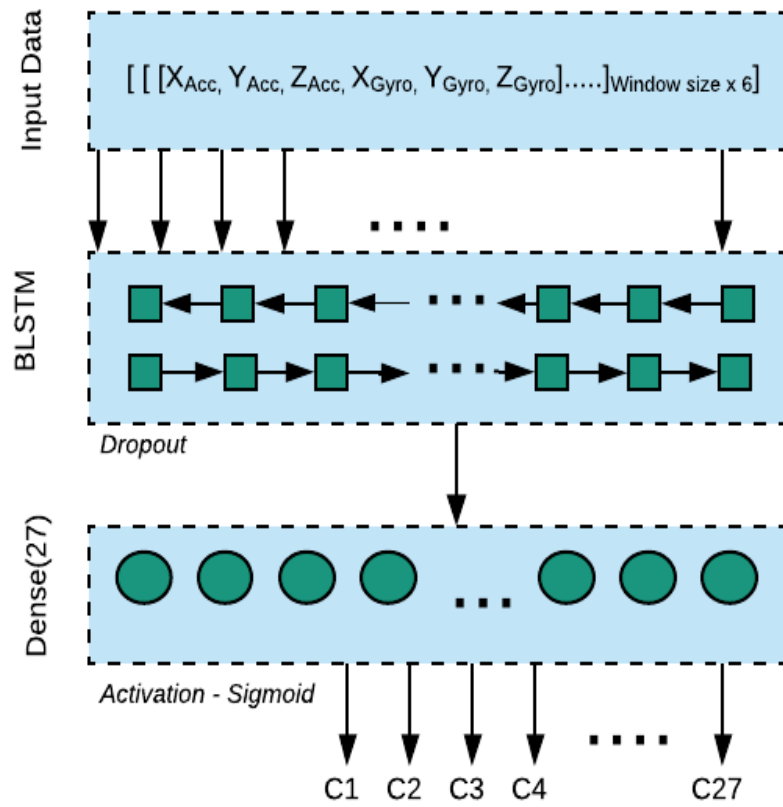 Input Data
[ [ [XAcc, YAcc, ZAcc, XGyro, YGyro, ZGyro].....]Window size x 6]
BLSTM
Dropout
Dense(27)
Activation - Sigmoid
C1 C2 C3 C4 C27